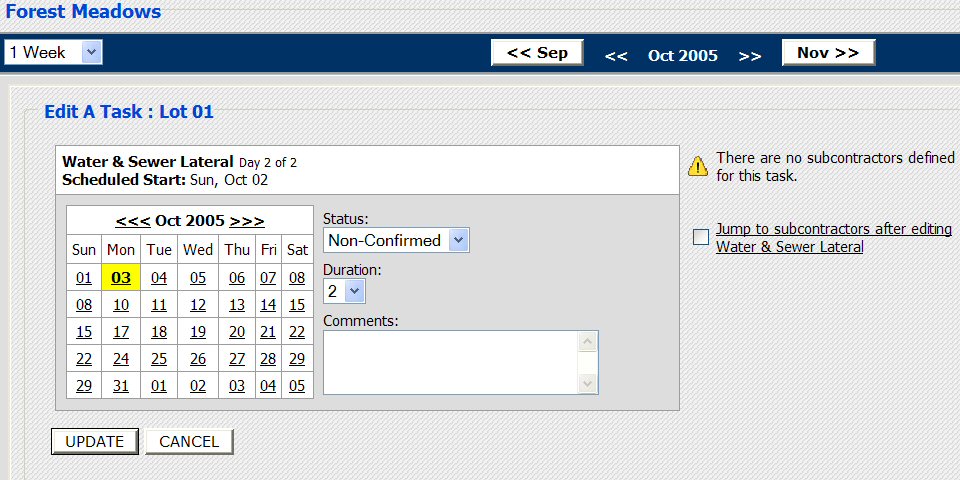 Forest Meadows
1 Week
<< Sep << Oct 2005 >> Nov >>
Edit A Task : Lot 01
Water & Sewer Lateral Day 2 of 2
Scheduled Start: Sun, Oct 02
<<< Oct 2005 >>>
Sun Mon Tue Wed Thu Fri Sat
01 03 04 05 06 07 08
08 10 11 12 13 14 15
15 17 18 19 20 21 22
22 24 25 26 27 28 29
29 31 01 02 03 04 05
Status:
Non-Confirmed
Duration:
2
Comments:
There are no subcontractors defined
for this task.
Jump to subcontractors after editing
Water & Sewer Lateral
UPDATE CANCEL